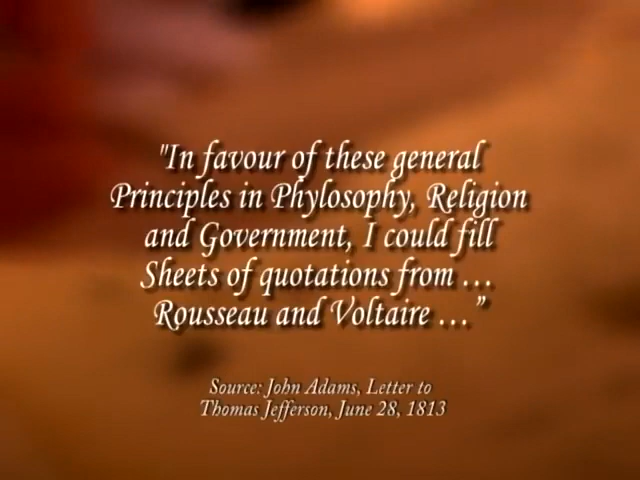 "In favour of these general
Principles in Phylosophy, Religion
and Government, I could fill
Sheets of quotations from ...
Rousseau and Voltaire ..."
Source: John Adams, Letter to
Thomas Jefferson, June 28, 1813